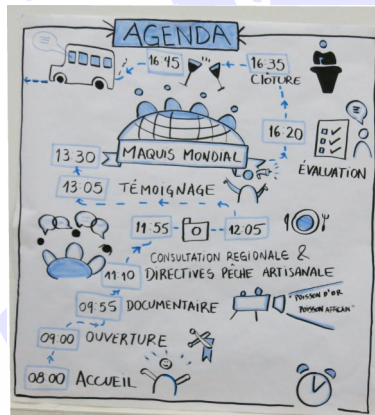 AGENDA
16:45
16:35
CLÔTURE
16:20
ÉVALUATION
MAQUIS MONDIAL
13:30
13:05 TÉMOIGNAGE
11:55
12:05
CONSULTATION REGIONALE &
11:10 DIRECTIVES PÊCHE ARTISANALE
09:55 DOCUMENTAIRE
"POISSON D'OR
POISSON AFRICAIN"
09:00 OUVERTURE
08:00 ACCUEIL